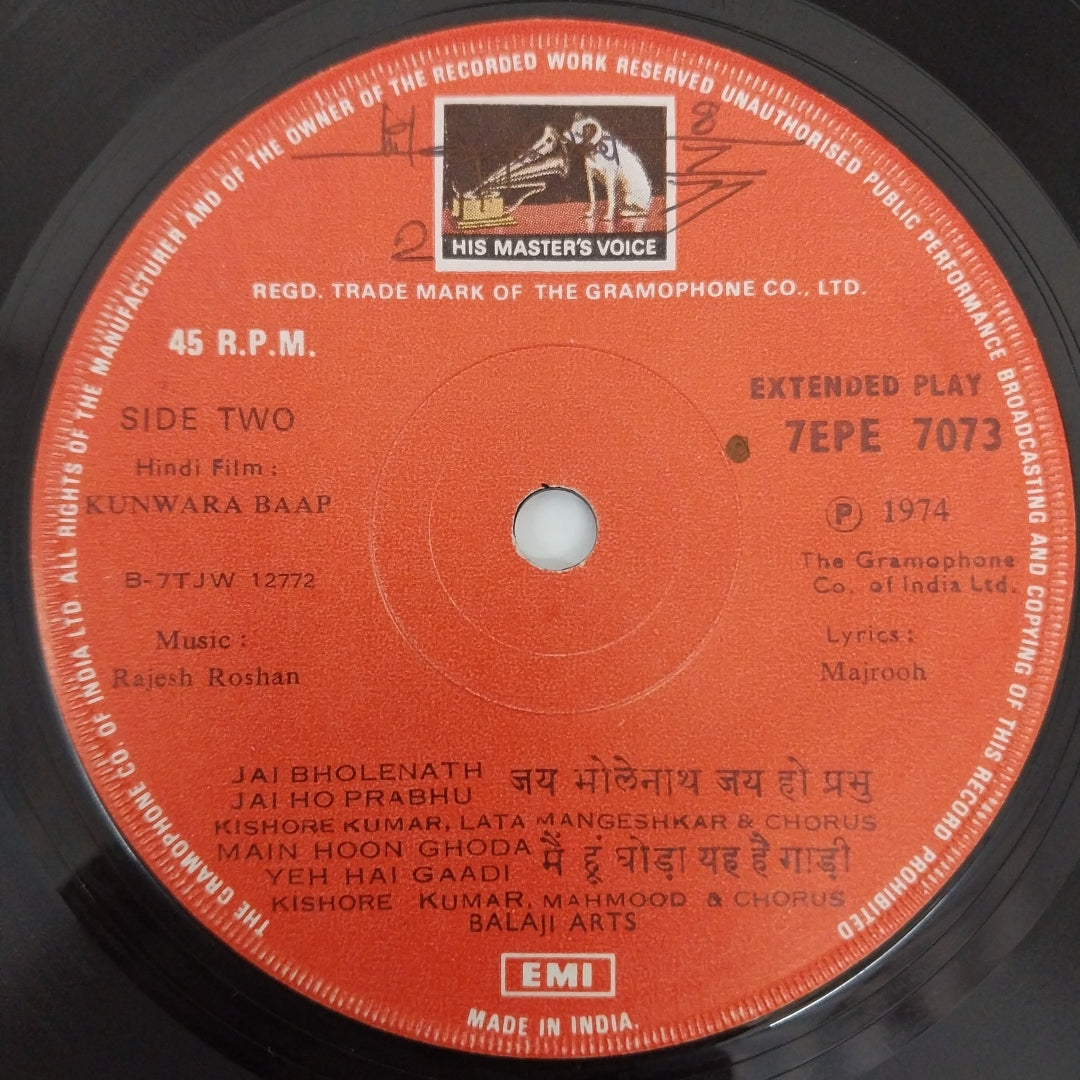 THE GRAMOPHONE CO. OF INDIA LTD. ALL RIGHTS OF THE MANUFACTURER AND OF THE OWNER OF THE RECORDED WORK RESERVED UNAUTHORISED PUBLIC PERFORMANCE BROADCASTING AND COPYING OF THIS RECORD PROHIBITED
8
2
HIS MASTER'S VOICE
REGD. TRADE MARK OF THE GRAMOPHONE CO., LTD.
45 R.P.M.
EXTENDED PLAY
SIDE TWO
7EPE 7073
Hindi Film :
KUNWARA BAAP
Ⓟ 1974
B-7TJW 12772
The Gramophone
Co. of India Ltd.
Music :
Rajesh Roshan
Lyrics :
Majrooh
JAI BHOLENATH
JAI HO PRABHU जय भोलेनाथ जय हो प्रभु
KISHORE KUMAR, LATA MANGESHKAR & CHORUS
MAIN HOON GHODA
YEH HAI GAADI मैं हूं घोड़ा यह है गाड़ी
KISHORE KUMAR, MAHMOOD & CHORUS
BALAJI ARTS
EMI
MADE IN INDIA.